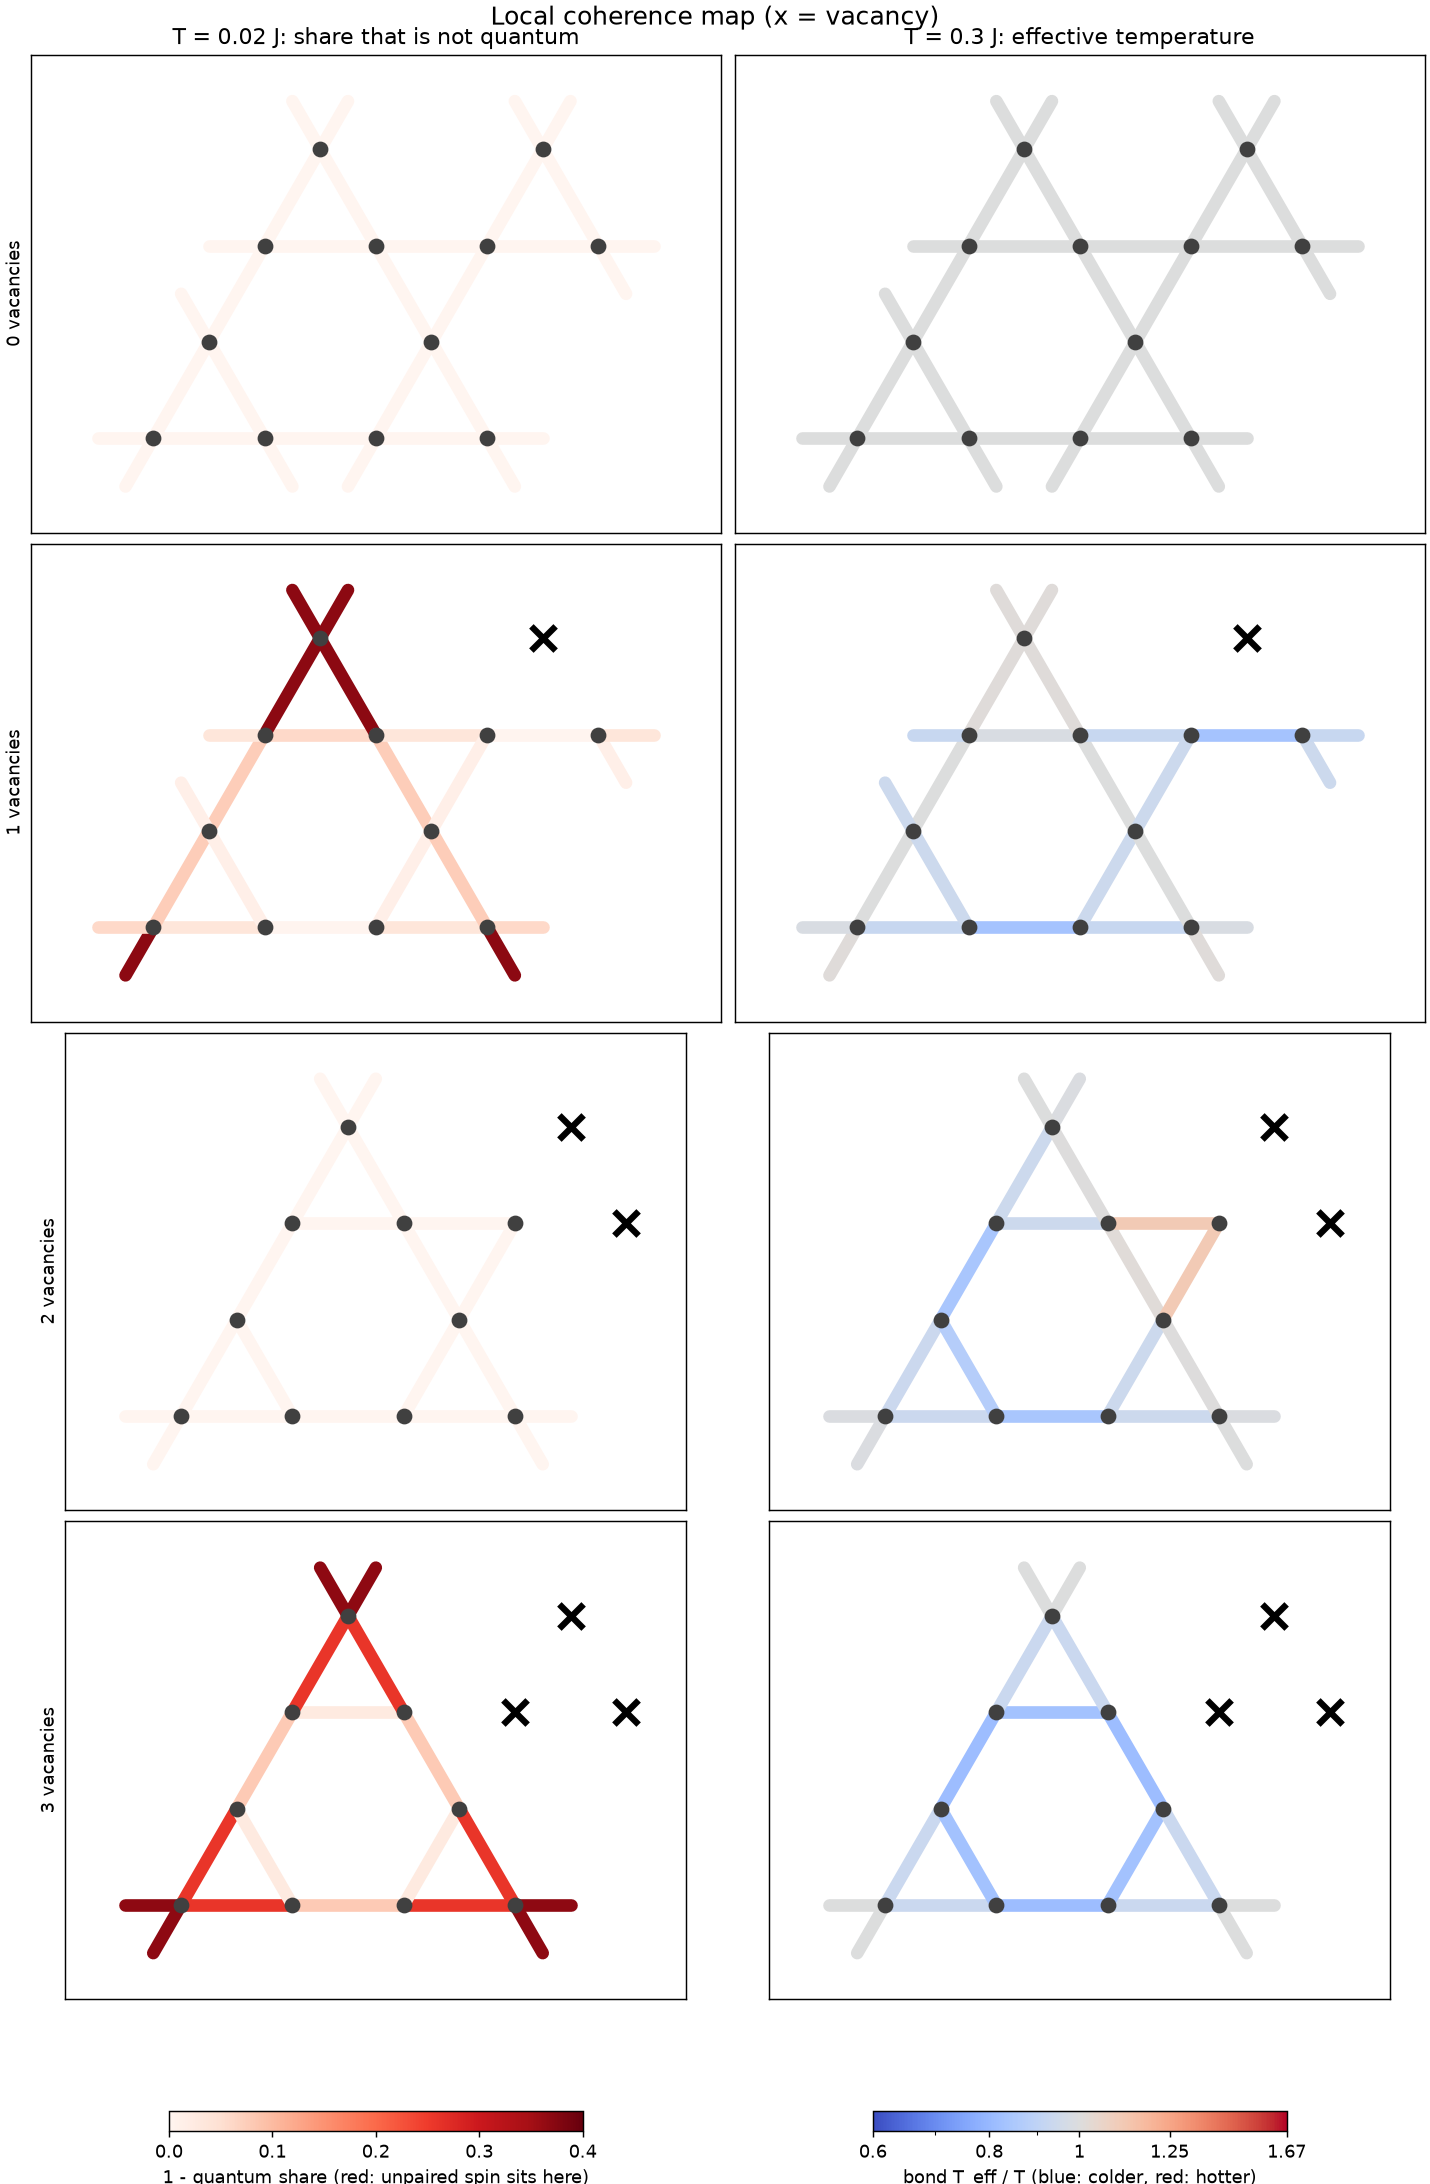 Local coherence map (x = vacancy)
T = 0.02 J: share that is not quantum
T = 0.3 J: effective temperature
0 vacancies
1 vacancies
2 vacancies
3 vacancies
0.0 0.1 0.2 0.3 0.4
1 - quantum share (red: unpaired spin sits here)
0.6 0.8 1 1.25 1.67
bond T_eff / T (blue: colder, red: hotter)